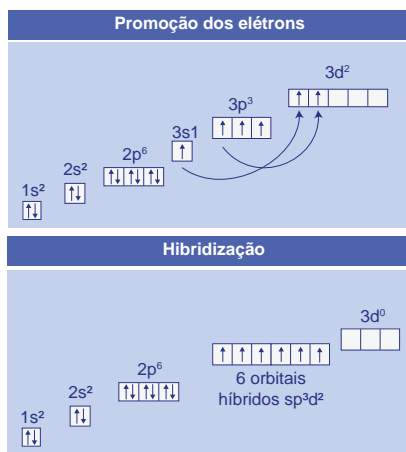 Promoção dos elétrons
3d²
3p³
3s1
2p⁶
2s²
1s²
Hibridização
3d⁰
2p⁶
6 orbitais
híbridos sp³d²
2s²
1s²